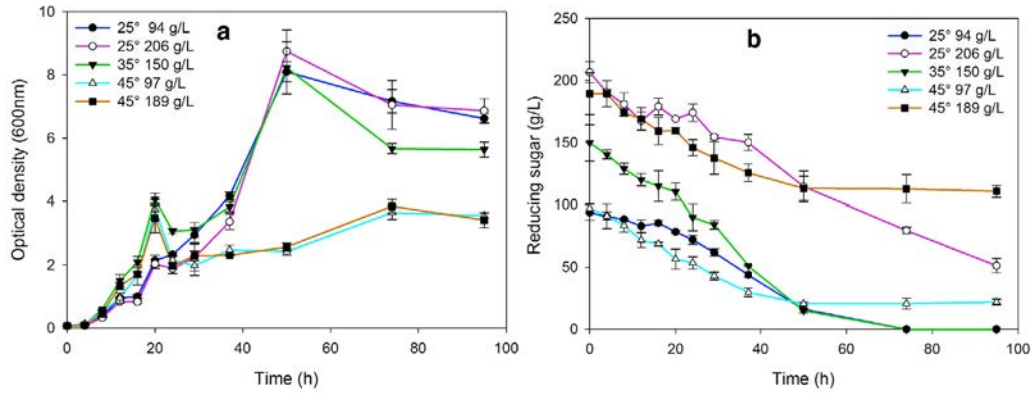 a
25° 94 g/L
25° 206 g/L
35° 150 g/L
45° 97 g/L
45° 189 g/L
Optical density (600nm)
10
8
6
4
2
0
0 20 40 60 80 100
Time (h)
b
25° 94 g/L
25° 206 g/L
35° 150 g/L
45° 97 g/L
45° 189 g/L
Reducing sugar (g/L)
250
200
150
100
50
0
0 20 40 60 80 100
Time (h)